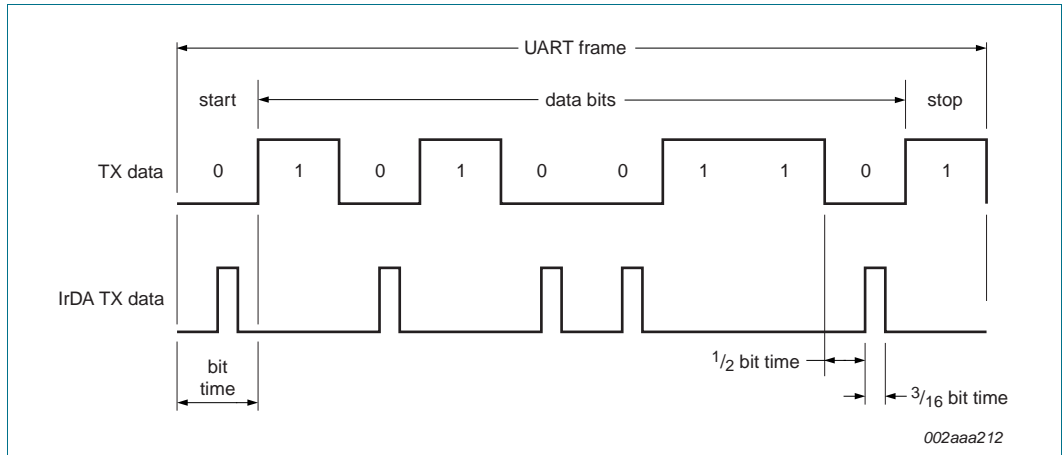 UART frame
start data bits stop
TX data 0 1 0 1 0 0 1 1 0 1
IrDA TX data
bit time
1/2 bit time
3/16 bit time
002aaa212